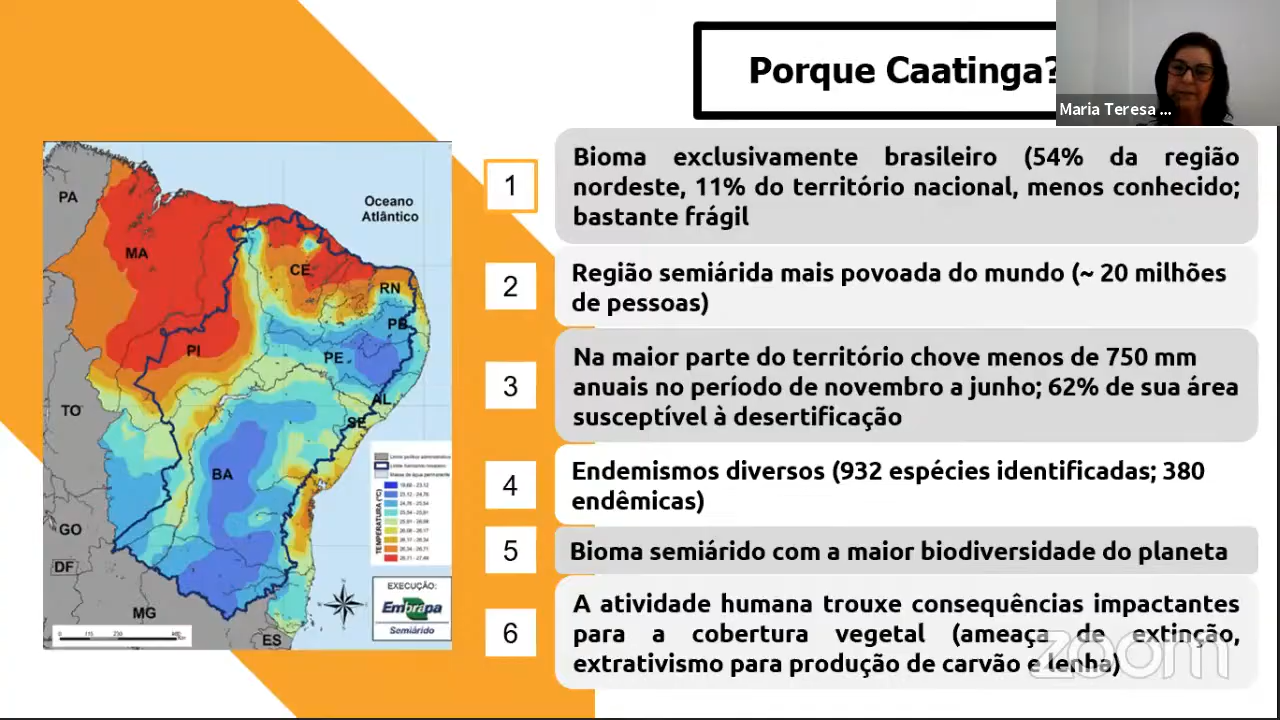 Porque Caatinga?
Maria Teresa ...
1
Bioma exclusivamente brasileiro (54% da região
nordeste, 11% do território nacional, menos conhecido;
bastante frágil
2
Região semiárida mais povoada do mundo (~ 20 milhões
de pessoas)
3
Na maior parte do território chove menos de 750 mm
anuais no período de novembro a junho; 62% de sua área
susceptível à desertificação
4
Endemismos diversos (932 espécies identificadas; 380
endêmicas)
5
Bioma semiárido com a maior biodiversidade do planeta
6
A atividade humana trouxe consequências impactantes
para a cobertura vegetal (ameaça de extinção,
extrativismo para produção de carvão e lenha)
zoom
Oceano
Atlântico
PA
MA
CE
RN
PB
PI
PE
AL
TO
SE
BA
GO
DF
MG
ES
TEMPERATURA (°C)
EXECUÇÃO:
Embrapa
Semiárido